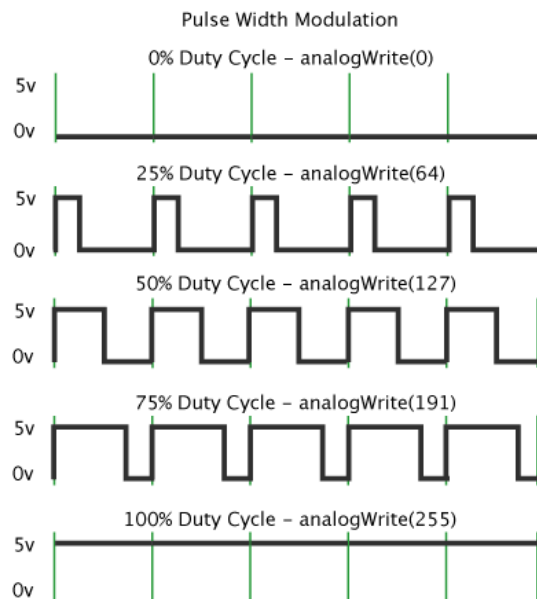 Pulse Width Modulation
0% Duty Cycle – analogWrite(0)
5v
0v
25% Duty Cycle – analogWrite(64)
5v
0v
50% Duty Cycle – analogWrite(127)
5v
0v
75% Duty Cycle – analogWrite(191)
5v
0v
100% Duty Cycle – analogWrite(255)
5v
0v